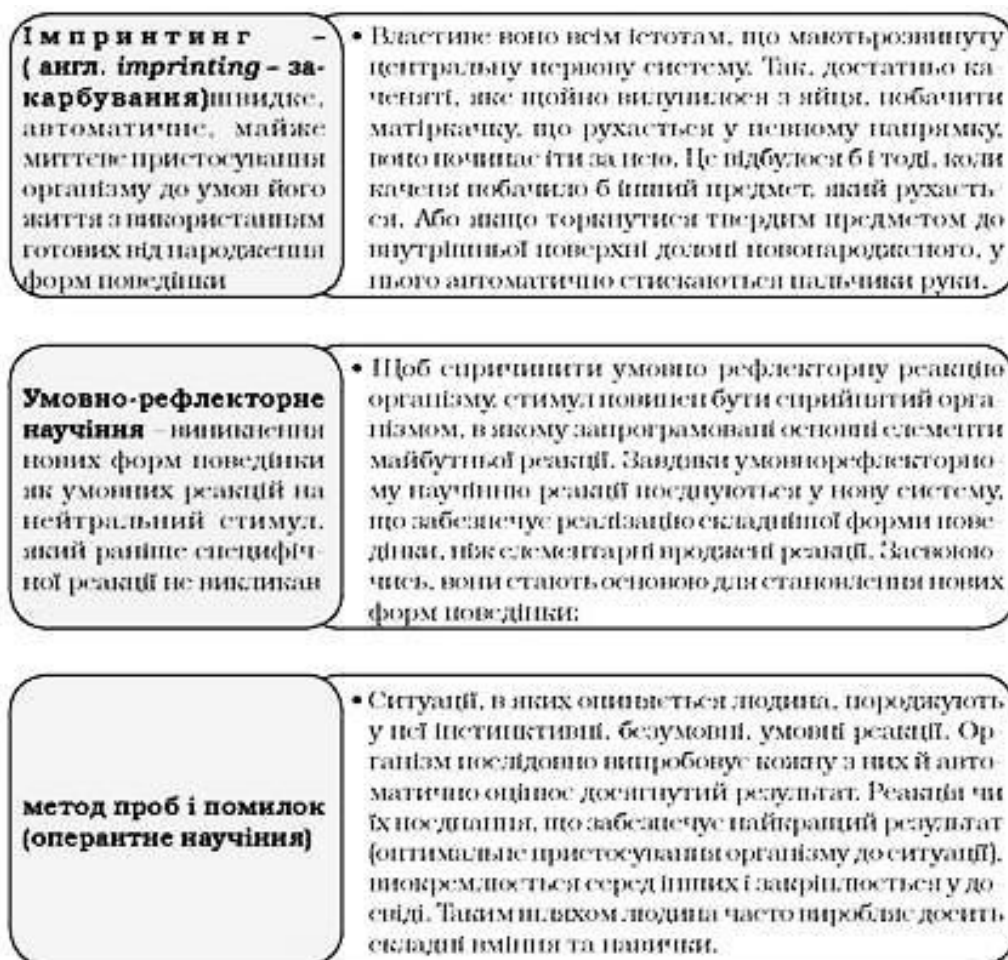 Імпринтинг –
( англ. imprinting – за-
карбування)швидке,
автоматичне, майже
миттєве пристосування
організму до умов його
життя з використанням
готових від народження
форм поведінки
• Властиве воно всім істотам, що маютьрозвинуту
центральну нервову систему. Так, достатньо ка-
ченяті, яке щойно вилупилося з яйця, побачити
матіркачку, що рухається у певному напрямку,
воно починає іти за нею. Це відбулося б і тоді, коли
каченя побачило б інший предмет, який рухаєть-
ся. Або якщо торкнутися твердим предметом до
внутрішньої поверхні долоні новонародженого, у
нього автоматично стискаються пальчики руки.
Умовно-рефлекторне
научіння – виникнення
нових форм поведінки
як умовних реакцій на
нейтральний стимул,
який раніше специфіч-
ної реакції не викликав
• Щоб спричинити умовно рефлекторну реакцію
організму, стимул повинен бути сприйнятий орга-
нізмом, в якому запрограмовані основні елементи
майбутньої реакції. Завдяки умовнорефлекторно-
му научінню реакції поєднуються у нову систему,
що забезпечує реалізацію складнішої форми пове-
дінки, ніж елементарні вроджені реакції. Засвоюю-
чись, вони стають основою для становлення нових
форм поведінки;
метод проб і помилок
(оперантне научіння)
• Ситуації, в яких опиняється людина, породжують
у неї інстинктивні, безумовні, умовні реакції. Ор-
ганізм послідовно випробовує кожну з них й авто-
матично оцінює досягнутий результат. Реакція чи
їх поєднання, що забезпечує найкращий результат
(оптимальне пристосування організму до ситуації),
виокремлюється серед інших і закріплюється у до-
свіді. Таким шляхом людина часто виробляє досить
складні вміння та навички.